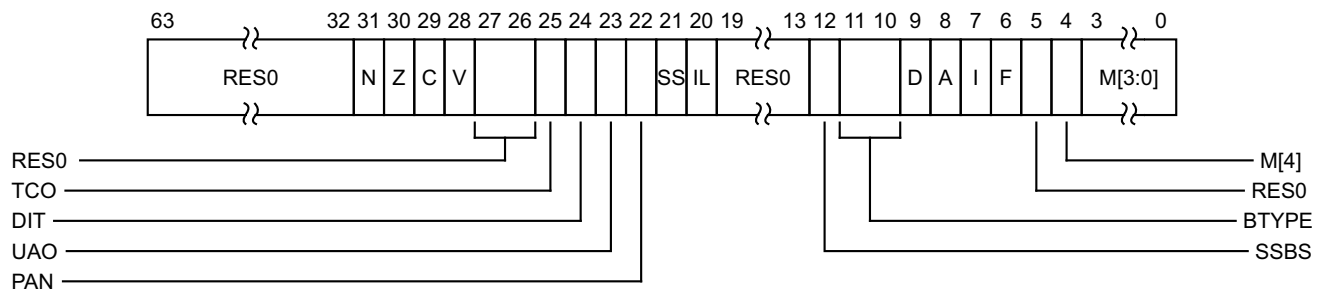 63 32 31 30 29 28 27 26 25 24 23 22 21 20 19 13 12 11 10 9 8 7 6 5 4 3 0
RES0 N Z C V SS IL RES0 D A I F M[3:0]
RES0 M[4]
TCO RES0
DIT BTYPE
UAO SSBS
PAN